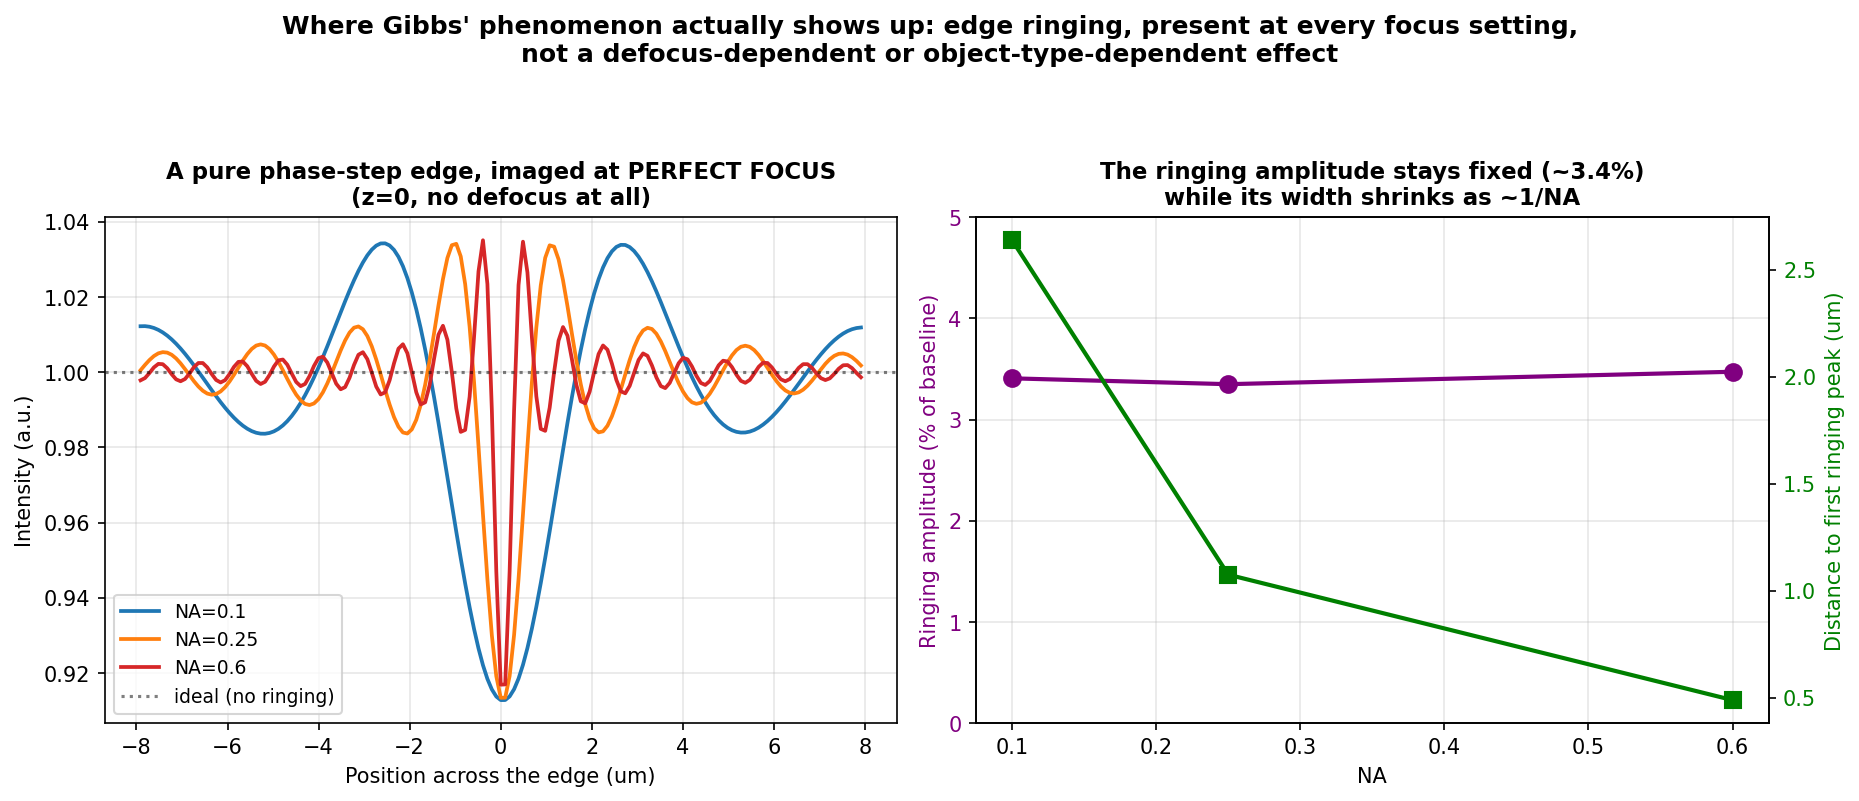 Where Gibbs' phenomenon actually shows up: edge ringing, present at every focus setting,
not a defocus-dependent or object-type-dependent effect
A pure phase-step edge, imaged at PERFECT FOCUS
(z=0, no defocus at all)
1.04
1.02
1.00
0.98
0.96
0.94
0.92
Intensity (a.u.)
NA=0.1
NA=0.25
NA=0.6
ideal (no ringing)
−8
−6
−4
−2
0
2
4
6
8
Position across the edge (um)
The ringing amplitude stays fixed (~3.4%)
while its width shrinks as ~1/NA
5
4
3
2
1
0
Ringing amplitude (% of baseline)
0.1
0.2
0.3
0.4
0.5
0.6
NA
2.5
2.0
1.5
1.0
0.5
Distance to first ringing peak (um)